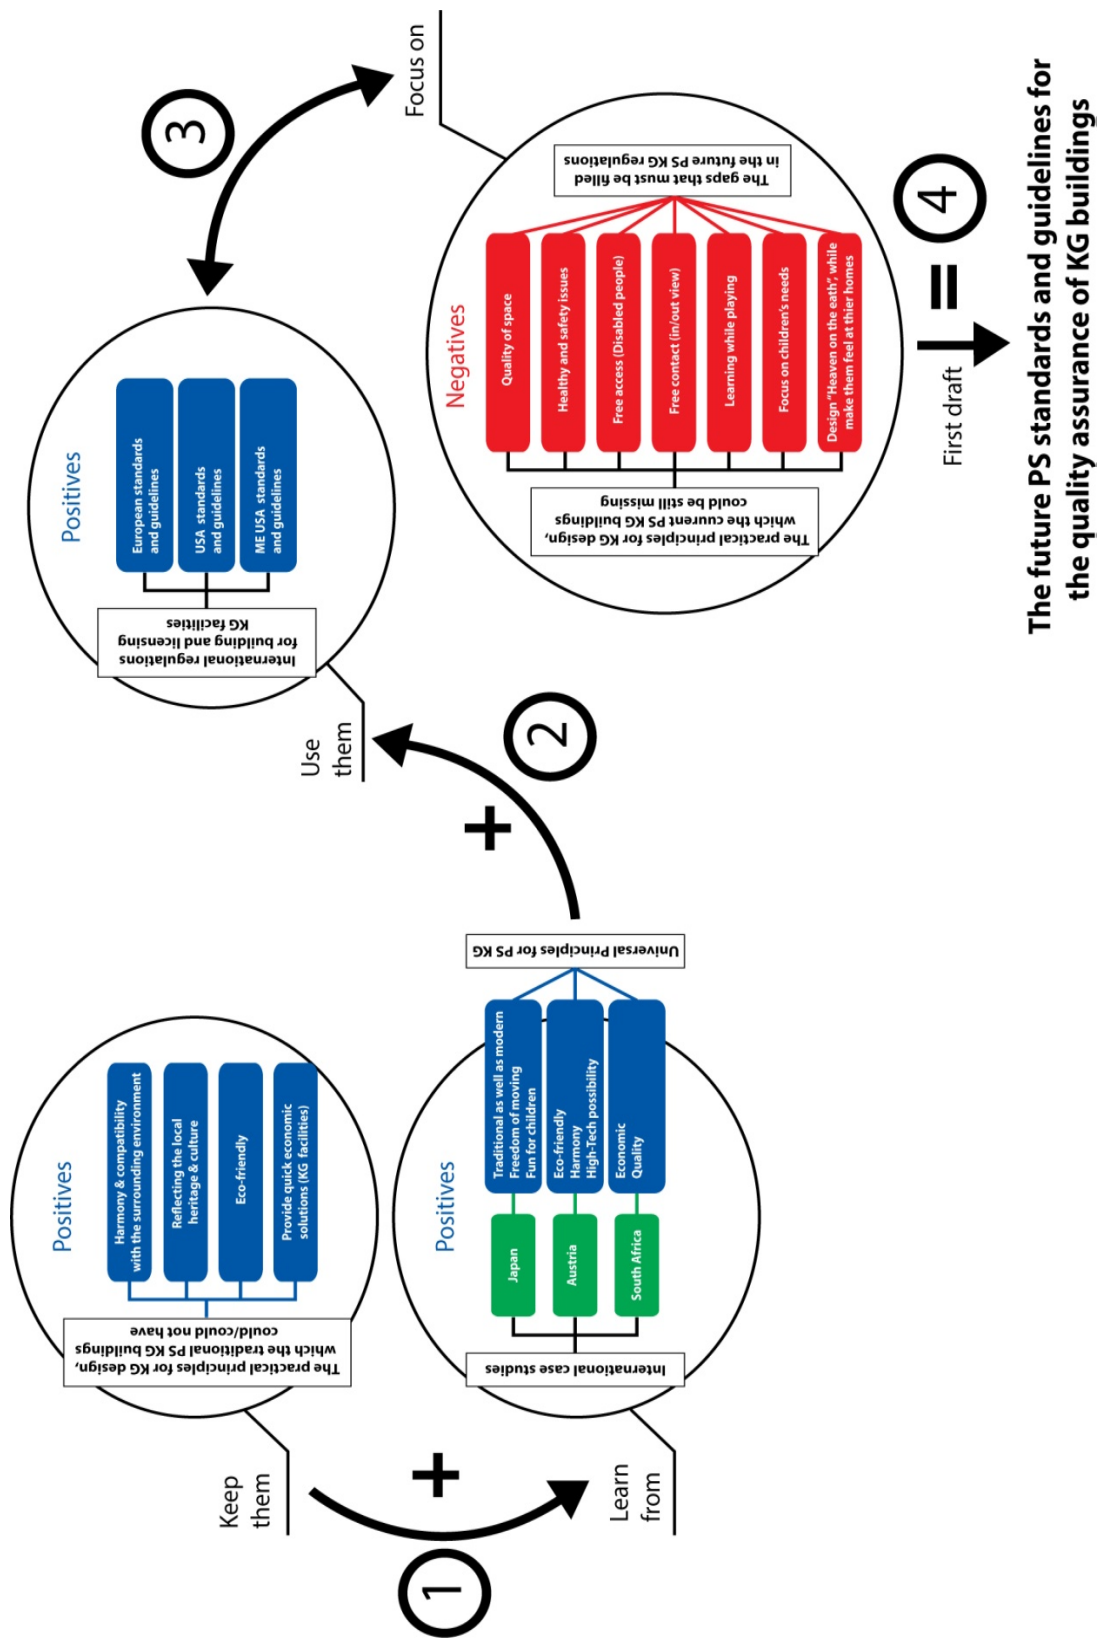 1
Keep
them
Positives
The practical principles for KG design,
which the traditional PS KG buildings
could/could not have
Harmony & compatibility
with the surrounding environment
Reflecting the local
heritage & culture
Eco-friendly
Provide quick economic
solutions (KG facilities)
+
Learn
from
Positives
International case studies
Japan
Austria
South Africa
Traditional as well as modern
Freedom of moving
Fun for children
Eco-friendly
Harmony
High-Tech possibility
Economic
Quality
Universal Principles for PS KG
+
2
Use
them
Positives
International regulations
for building and licensing
KG facilities
European standards
and guidelines
USA standards
and guidelines
ME USA standards
and guidelines
3
Focus on
Negatives
The practical principles for KG design,
which the cuurent PS KG buildings
could be still missing
Quality of space
Healthy and safety issues
Free access (Disabled people)
Free contact (in/out view)
Learning while playing
Focus on children's needs
Design "Heaven on the eath", while
make them feel at thier homes
The gaps that must be filled
in the future PS KG regulations
First draft
=
4
The future PS standards and guidelines for
the quality assurance of KG buildings